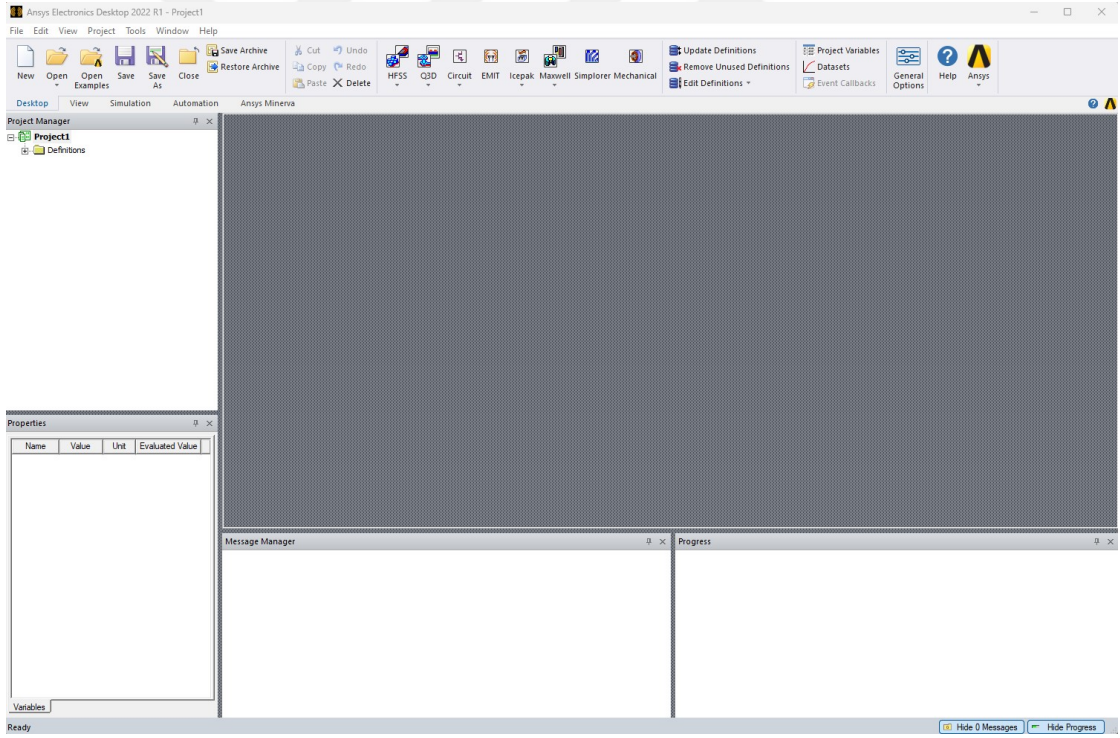 Ansys Electronics Desktop 2022 R1 - Project1
File Edit View Project Tools Window Help
New
Open
Open Examples
Save
Save As
Close
Save Archive
Restore Archive
Cut
Undo
Copy
Redo
Paste
Delete
HFSS
Q3D
Circuit
EMIT
Icepak
Maxwell
Simplorer
Mechanical
Update Definitions
Remove Unused Definitions
Edit Definitions
Project Variables
Datasets
Event Callbacks
General Options
Help
Ansys
Desktop View Simulation Automation Ansys Minerva
Project Manager
Project1
Definitions
Properties
Name Value Unit Evaluated Value
Variables
Message Manager
Progress
Ready
Hide 0 Messages
Hide Progress